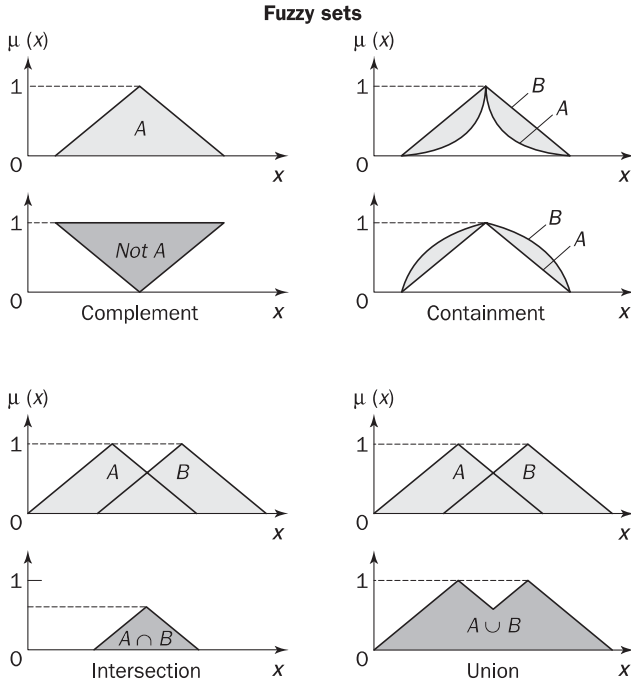 Fuzzy sets
μ (x)
1
A
0
x
1
Not A
0
Complement
x
μ (x)
1
B
A
0
x
1
B
A
0
Containment
x
μ (x)
1
A
B
0
x
1
A ∩ B
0
Intersection
x
μ (x)
1
A
B
0
x
1
A ∪ B
0
Union
x